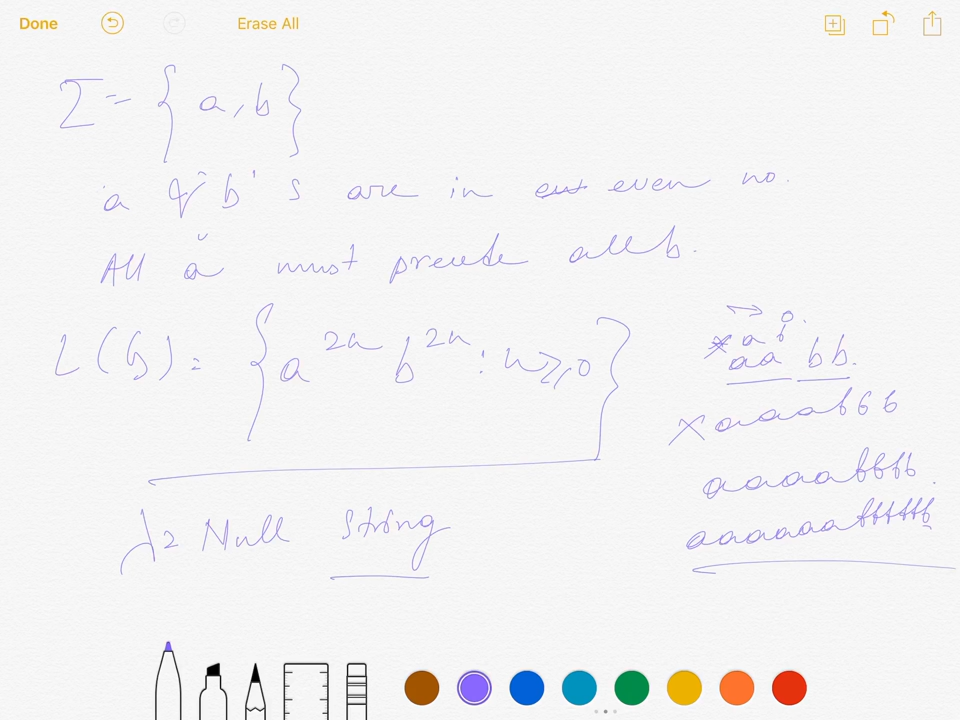 Done Erase All
Σ = { a, b }
a & b's are in even no.
All a must precede all b.
L(G) = { a^2n b^2n : n ≥ 0 }
λ = Null String
x a b
aa bb.
x aaabbb
aaaabbbb.
aaaaaabbbbbb